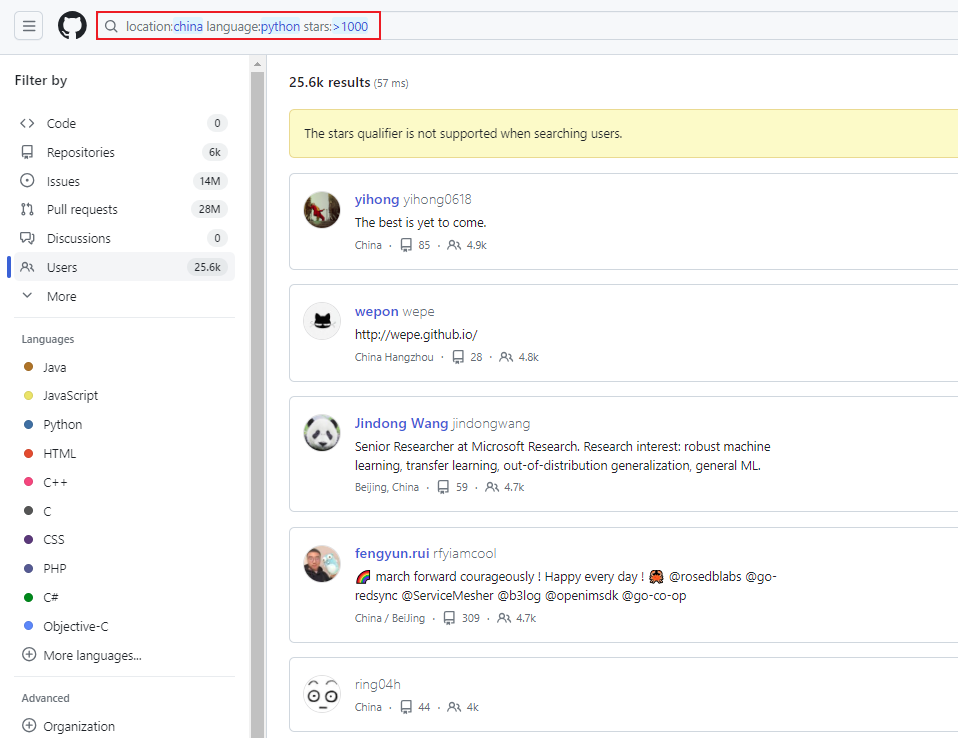 location:china language:python stars:>1000
Filter by
Code 0
Repositories 6k
Issues 14M
Pull requests 28M
Discussions 0
Users 25.6k
More
Languages
Java
JavaScript
Python
HTML
C++
C
CSS
PHP
C#
Objective-C
More languages...
Advanced
Organization
25.6k results (57 ms)
The stars qualifier is not supported when searching users.
yihong yihong0618
The best is yet to come.
China · 85 · 4.9k
wepon wepe
http://wepe.github.io/
China Hangzhou · 28 · 4.8k
Jindong Wang jindongwang
Senior Researcher at Microsoft Research. Research interest: robust machine
learning, transfer learning, out-of-distribution generalization, general ML.
Beijing, China · 59 · 4.7k
fengyun.rui rfyiamcool
🌈 march forward courageously ! Happy every day ! 🦀 @rosedblabs @go-
redsync @ServiceMesher @b3log @openimsdk @go-co-op
China / BeiJing · 309 · 4.7k
ring04h
China · 44 · 4k